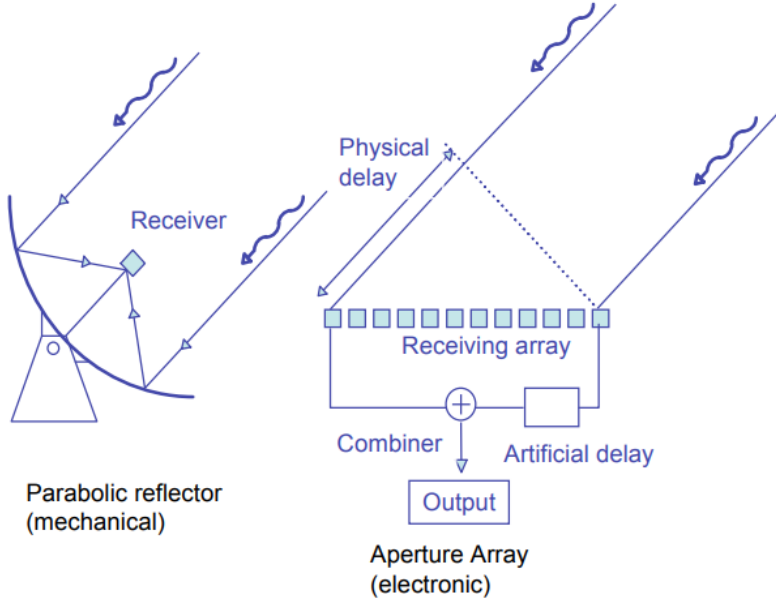 Physical
delay
Receiver
Receiving array
Combiner
Artificial delay
Output
Parabolic reflector
(mechanical)
Aperture Array
(electronic)